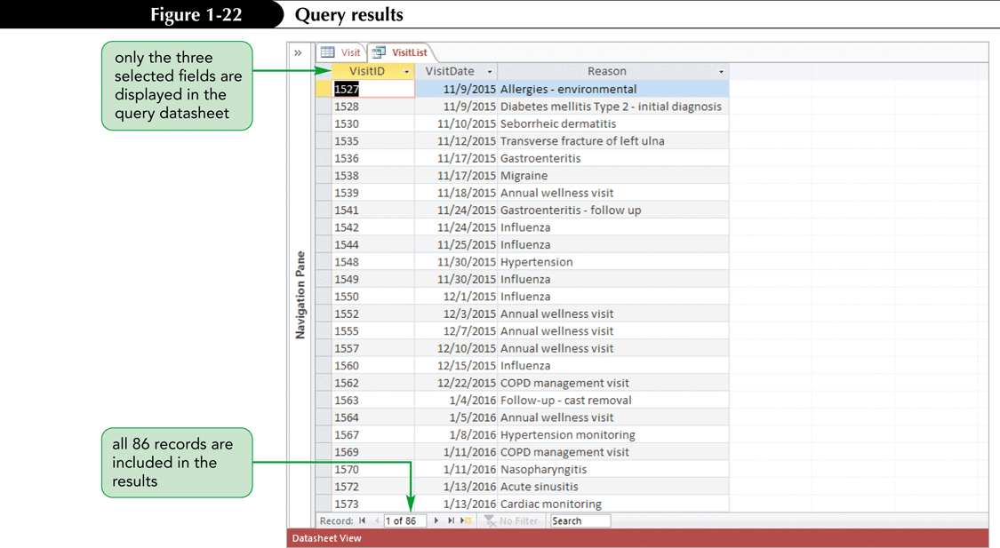 Figure 1-22 Query results
only the three
selected fields are
displayed in the
query datasheet
all 86 records are
included in the
results
» Visit VisitList
Navigation Pane
VisitID VisitDate Reason
1527 11/9/2015 Allergies - environmental
1528 11/9/2015 Diabetes mellitis Type 2 - initial diagnosis
1530 11/10/2015 Seborrheic dermatitis
1535 11/12/2015 Transverse fracture of left ulna
1536 11/17/2015 Gastroenteritis
1538 11/17/2015 Migraine
1539 11/18/2015 Annual wellness visit
1541 11/24/2015 Gastroenteritis - follow up
1542 11/24/2015 Influenza
1544 11/25/2015 Influenza
1548 11/30/2015 Hypertension
1549 11/30/2015 Influenza
1550 12/1/2015 Influenza
1552 12/3/2015 Annual wellness visit
1555 12/7/2015 Annual wellness visit
1557 12/10/2015 Annual wellness visit
1560 12/15/2015 Influenza
1562 12/22/2015 COPD management visit
1563 1/4/2016 Follow-up - cast removal
1564 1/5/2016 Annual wellness visit
1567 1/8/2016 Hypertension monitoring
1569 1/11/2016 COPD management visit
1570 1/11/2016 Nasopharyngitis
1572 1/13/2016 Acute sinusitis
1573 1/13/2016 Cardiac monitoring
Record: 1 of 86 No Filter Search
Datasheet View